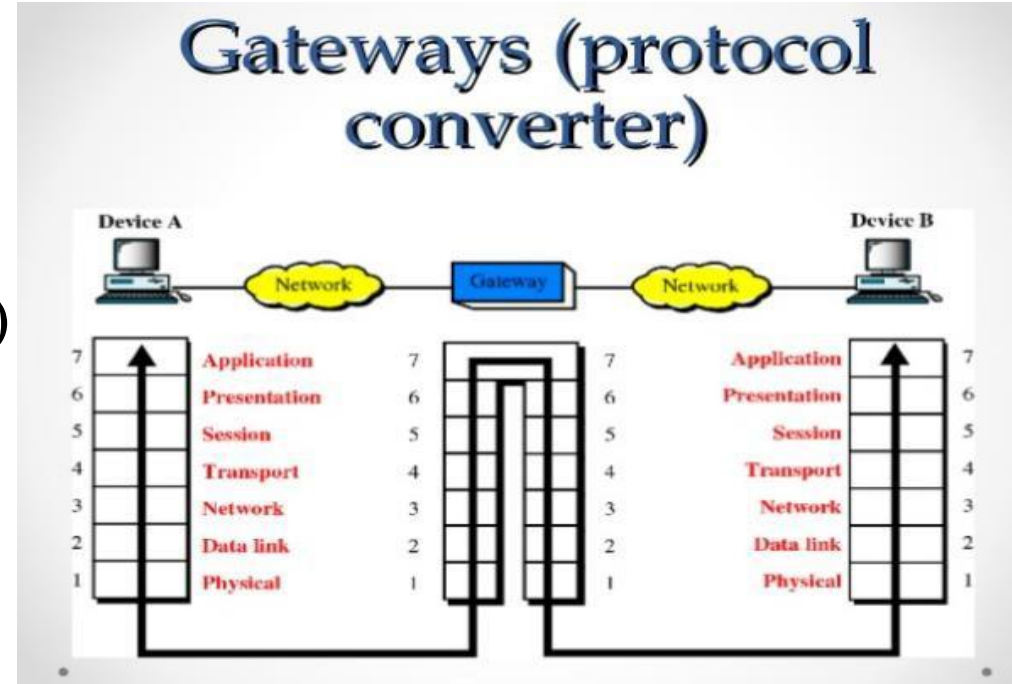 Gateways (protocol
converter)
)
Device A
Device B
Network
Gateway
Network
7 Application 7 7 Application 7
6 Presentation 6 6 Presentation 6
5 Session 5 5 Session 5
4 Transport 4 4 Transport 4
3 Network 3 3 Network 3
2 Data link 2 2 Data link 2
1 Physical 1 1 Physical 1